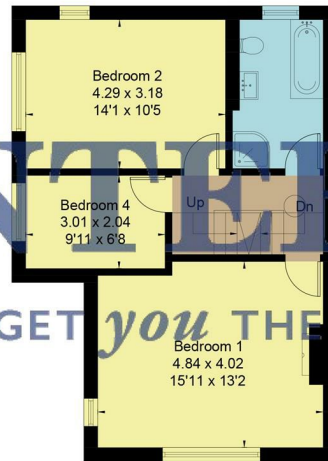 Bedroom 2
4.29 x 3.18
14'1 x 10'5
NTEI
Bedroom 4
3.01 x 2.04
9'11 x 6'8
Up
Dn
GET you THE
Bedroom 1
4.84 x 4.02
15'11 x 13'2